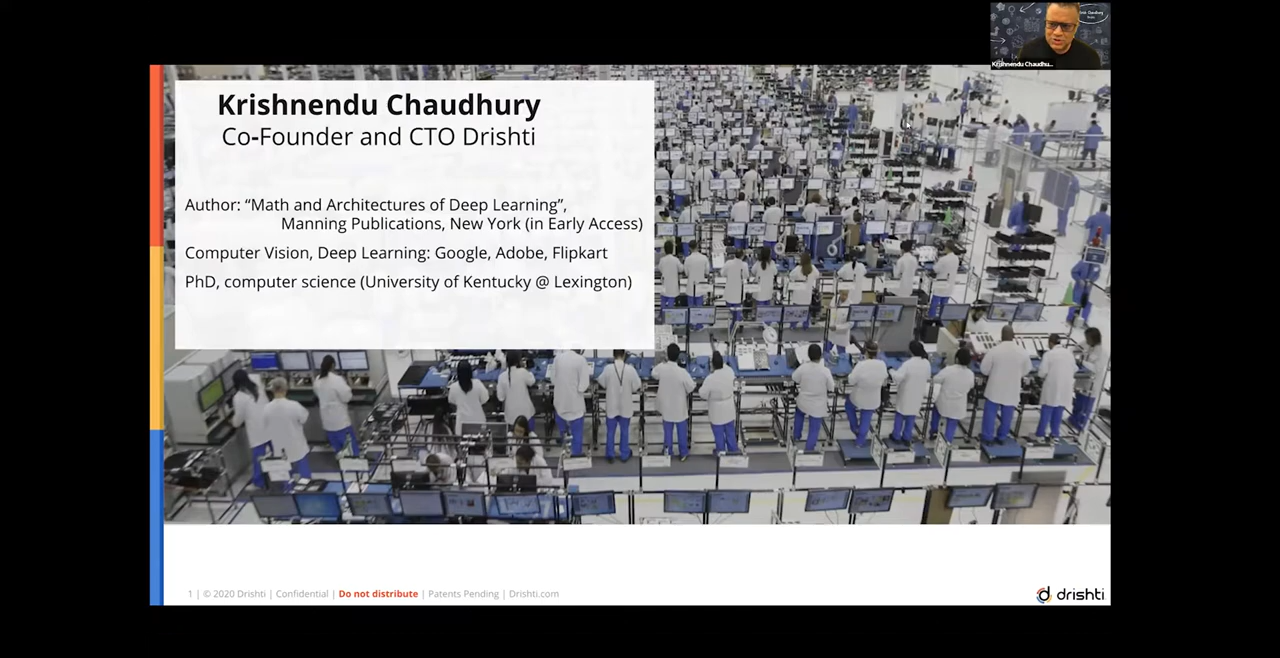 Krishnendu Chaudhu...
Krishnendu Chaudhury
Co-Founder and CTO Drishti
Author: “Math and Architectures of Deep Learning”,
Manning Publications, New York (in Early Access)
Computer Vision, Deep Learning: Google, Adobe, Flipkart
PhD, computer science (University of Kentucky @ Lexington)
1 | © 2020 Drishti | Confidential | Do not distribute | Patents Pending | Drishti.com
drishti